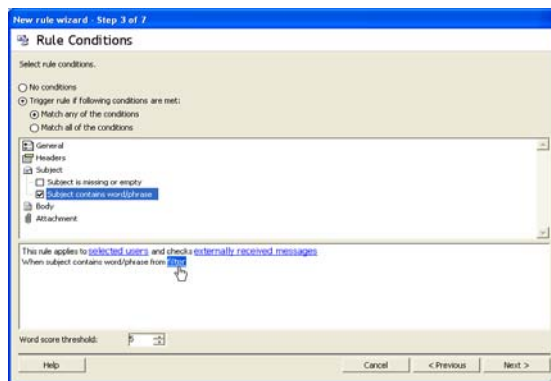 New rule wizard - Step 3 of 7
Rule Conditions
Select rule conditions.
No conditions
Trigger rule if following conditions are met:
Match any of the conditions
Match all of the conditions
General
Headers
Subject
Subject is missing or empty
Subject contains word/phrase
Body
Attachment
This rule applies to selected users and checks externally received messages
When subject contains word/phrase from filter
Word score threshold: 5
Help Cancel < Previous Next >